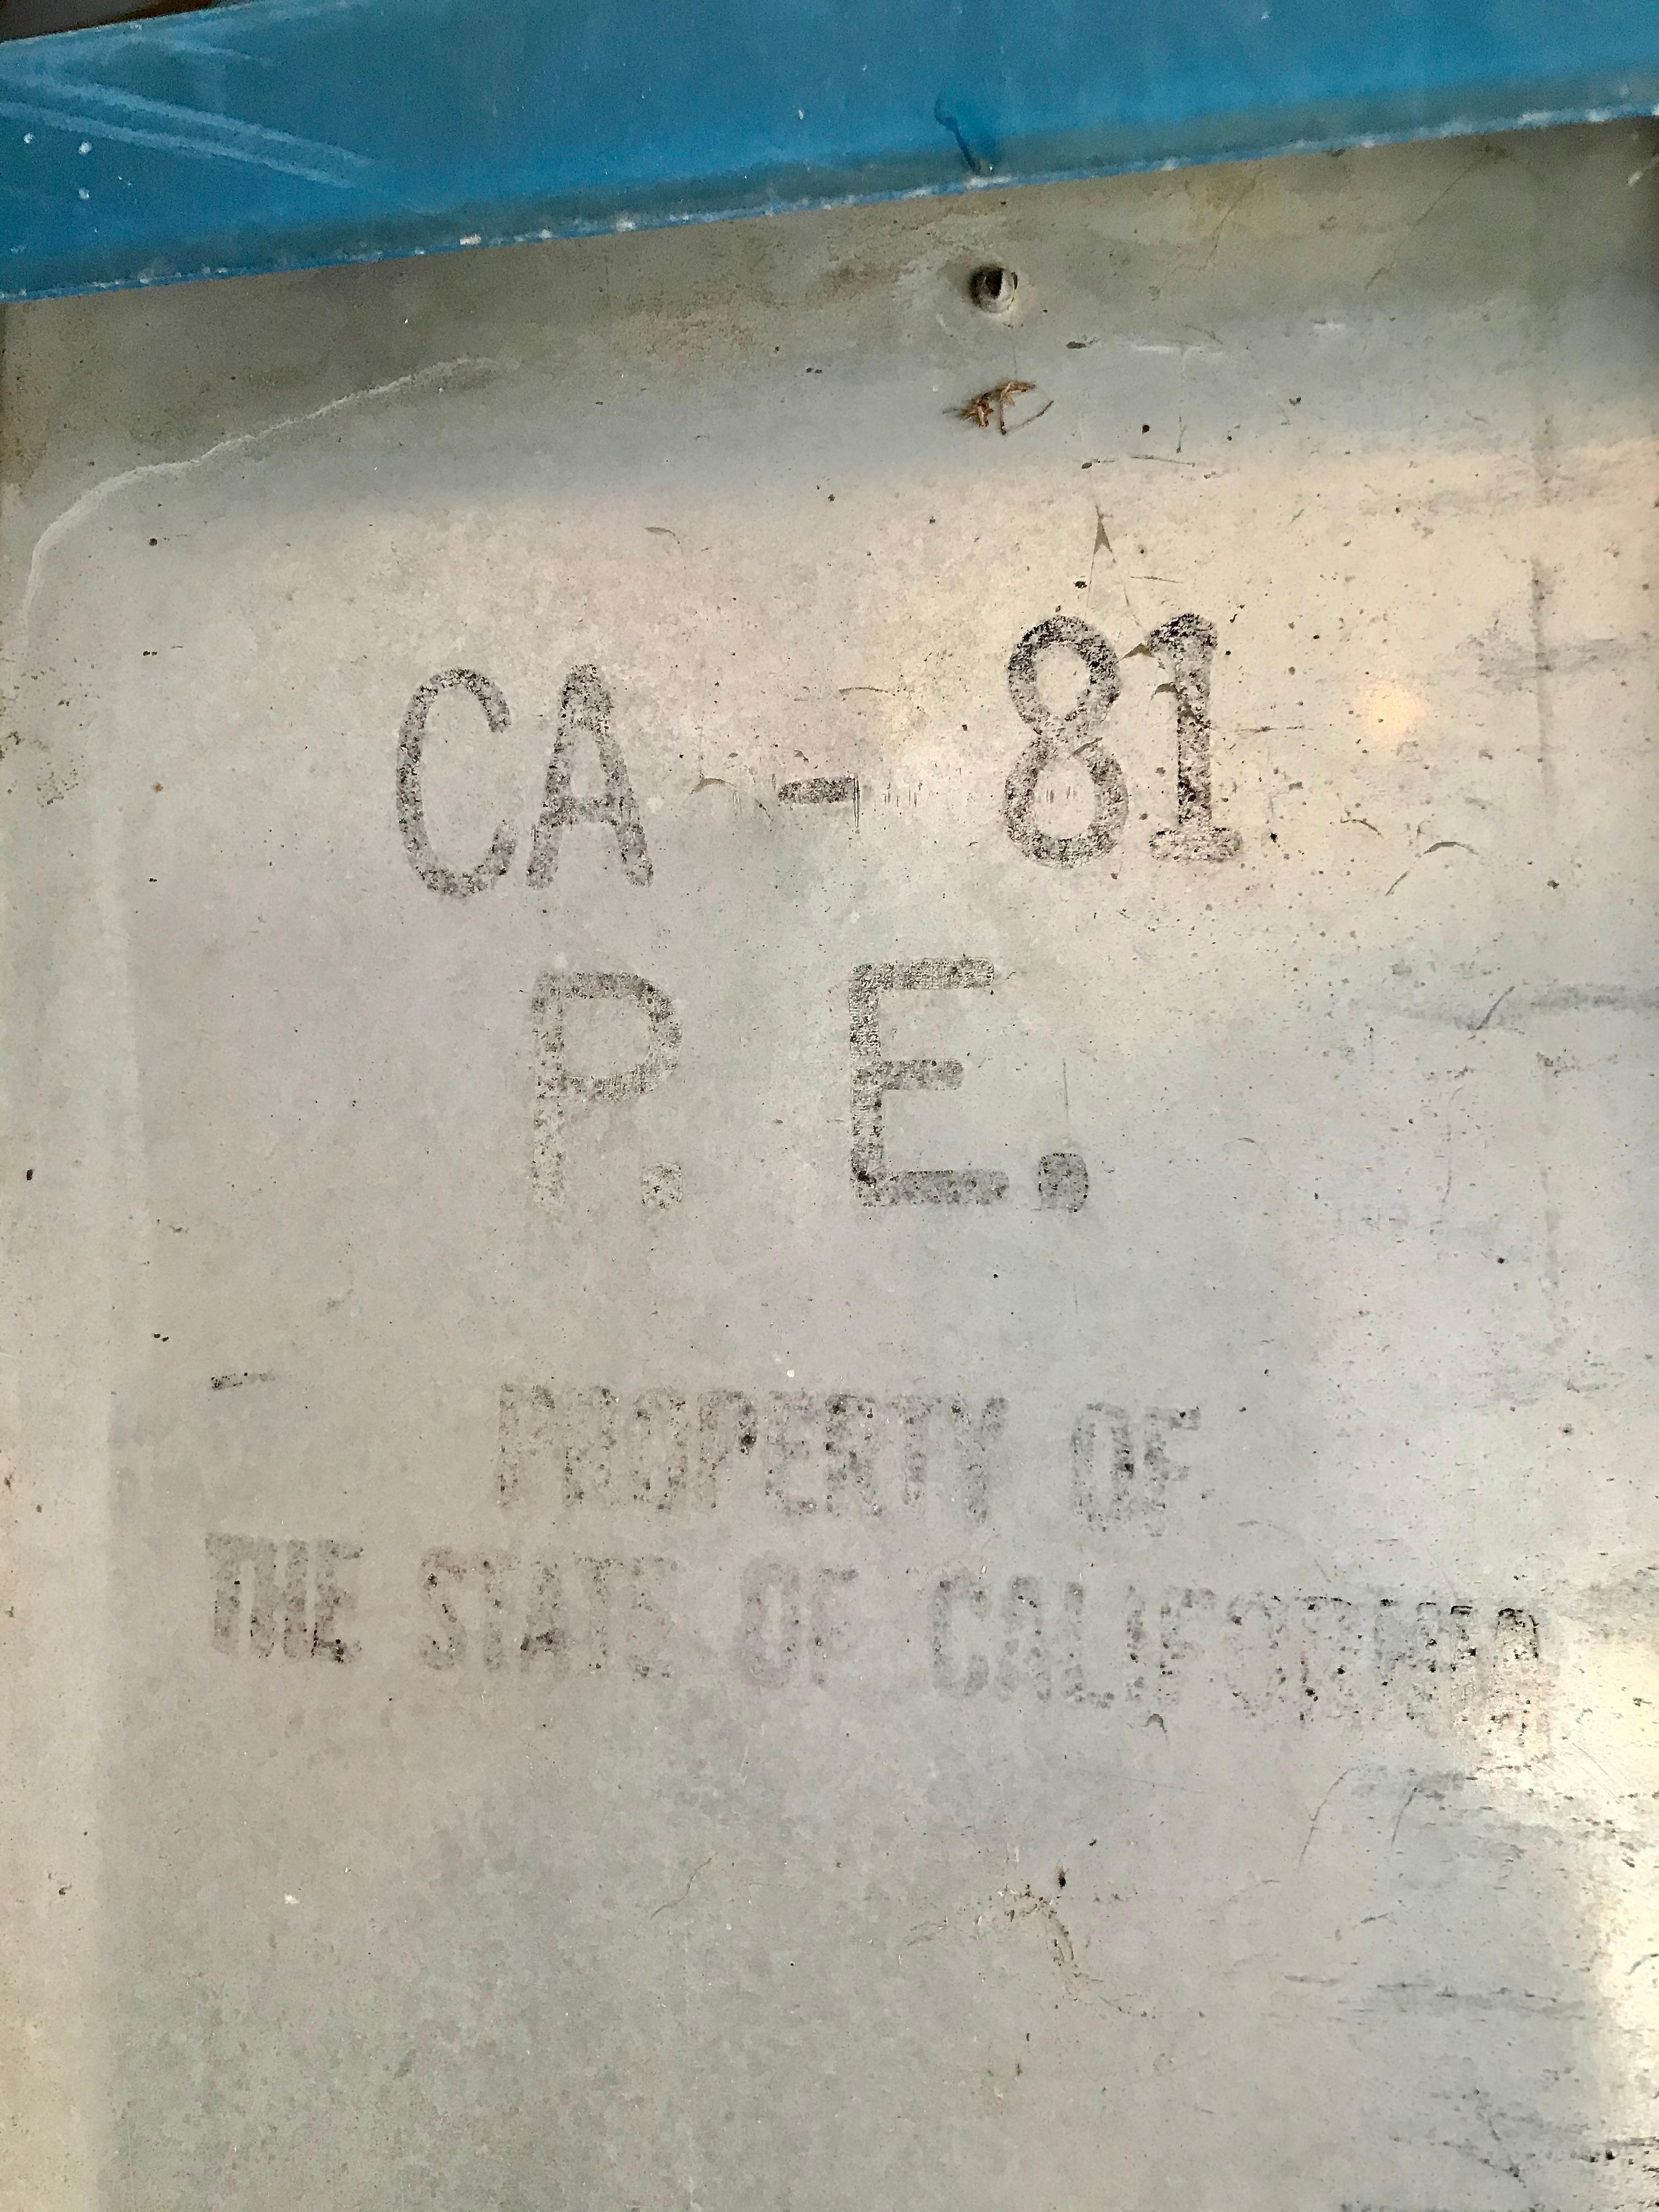 CA - 81
P. E.
PROPERTY OF
THE STATE OF CALIFORNIA